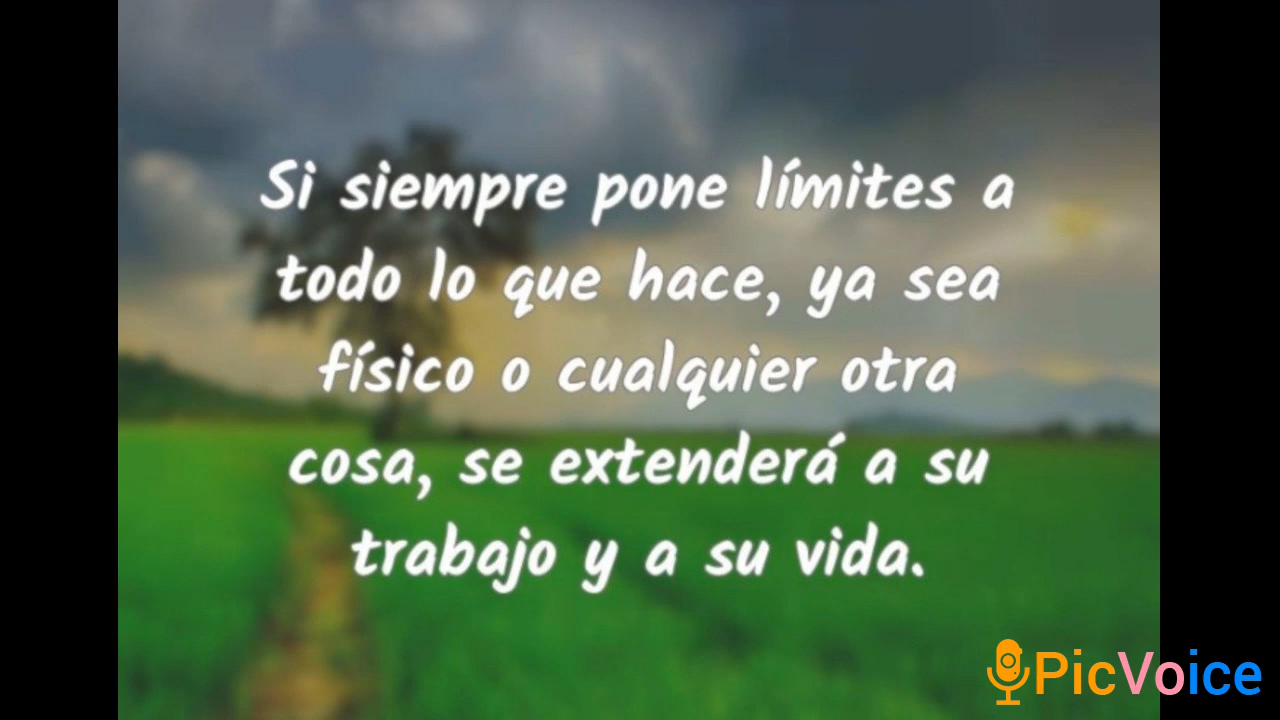 Si siempre pone límites a
todo lo que hace, ya sea
físico o cualquier otra
cosa, se extenderá a su
trabajo y a su vida.
PicVoice